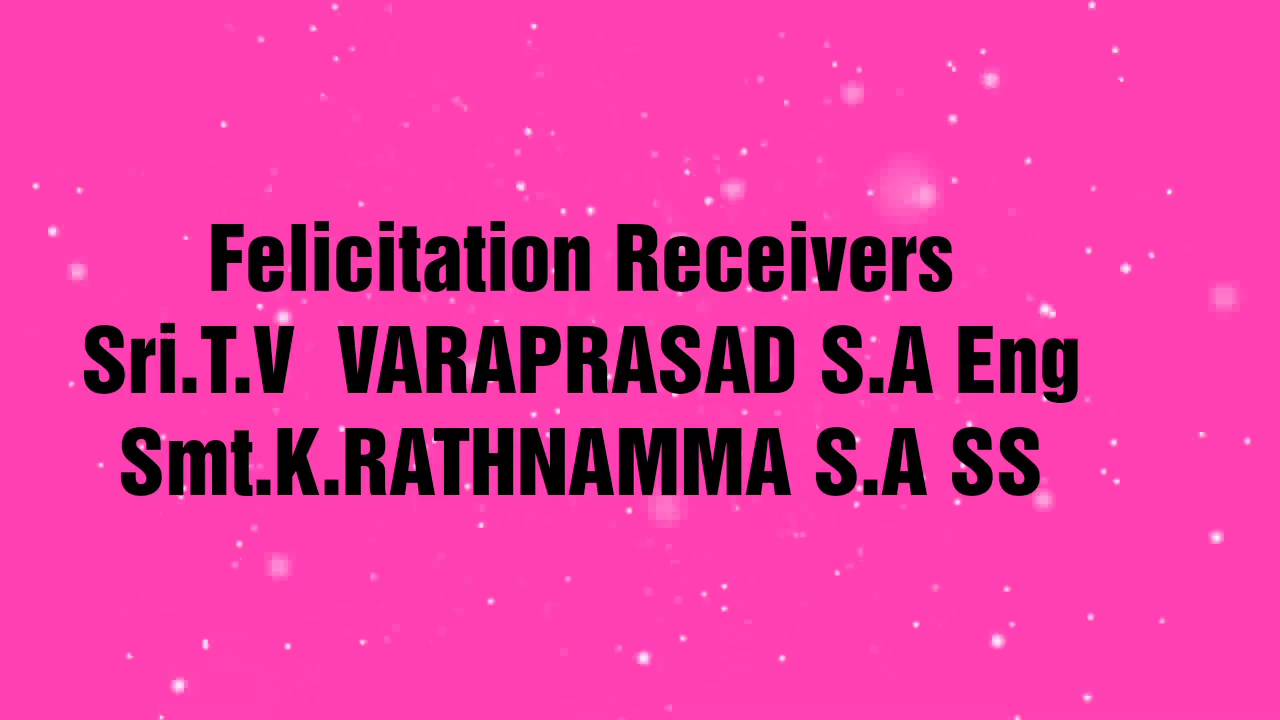 Felicitation Receivers
Sri.T.V  VARAPRASAD S.A Eng
Smt.K.RATHNAMMA S.A SS